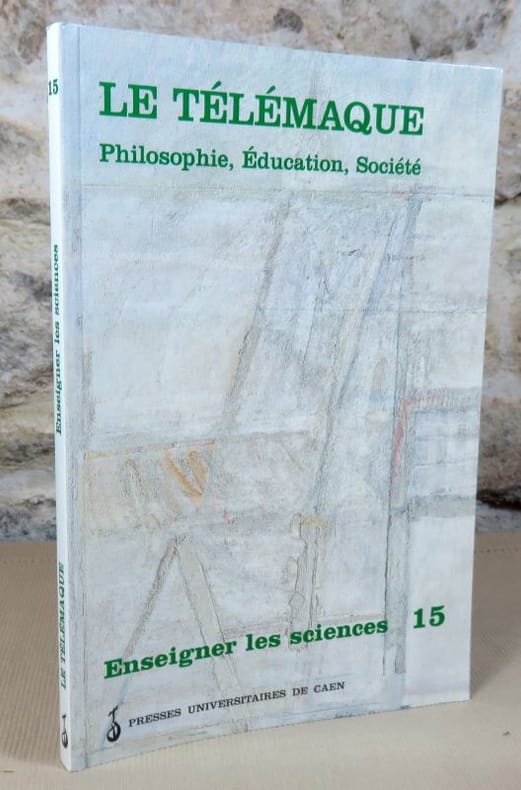 15
Enseigner les sciences
LE TÉLÉMAQUE
LE TÉLÉMAQUE
Philosophie, Éducation, Société
Enseigner les sciences 15
PRESSES UNIVERSITAIRES DE CAEN